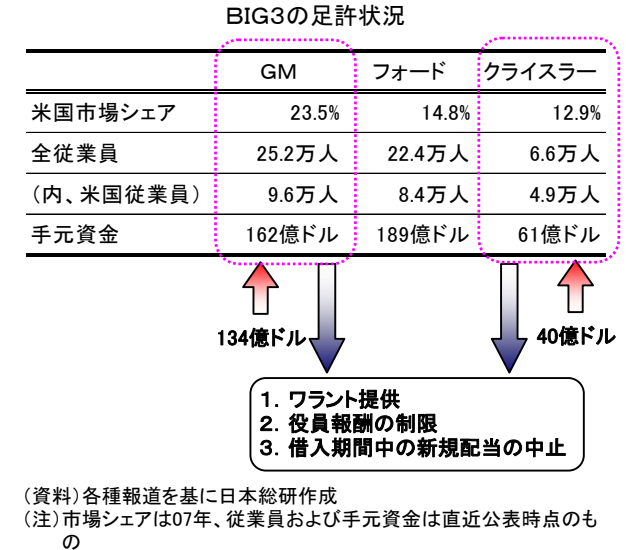 BIG3の足許状況
GM フォード クライスラー
米国市場シェア 23.5% 14.8% 12.9%
全従業員 25.2万人 22.4万人 6.6万人
(内、米国従業員) 9.6万人 8.4万人 4.9万人
手元資金 162億ドル 189億ドル 61億ドル
134億ドル 40億ドル
1. ワラント提供
2. 役員報酬の制限
3. 借入期間中の新規配当の中止
(資料)各種報道を基に日本総研作成
(注)市場シェアは07年、従業員および手元資金は直近公表時点のも
の